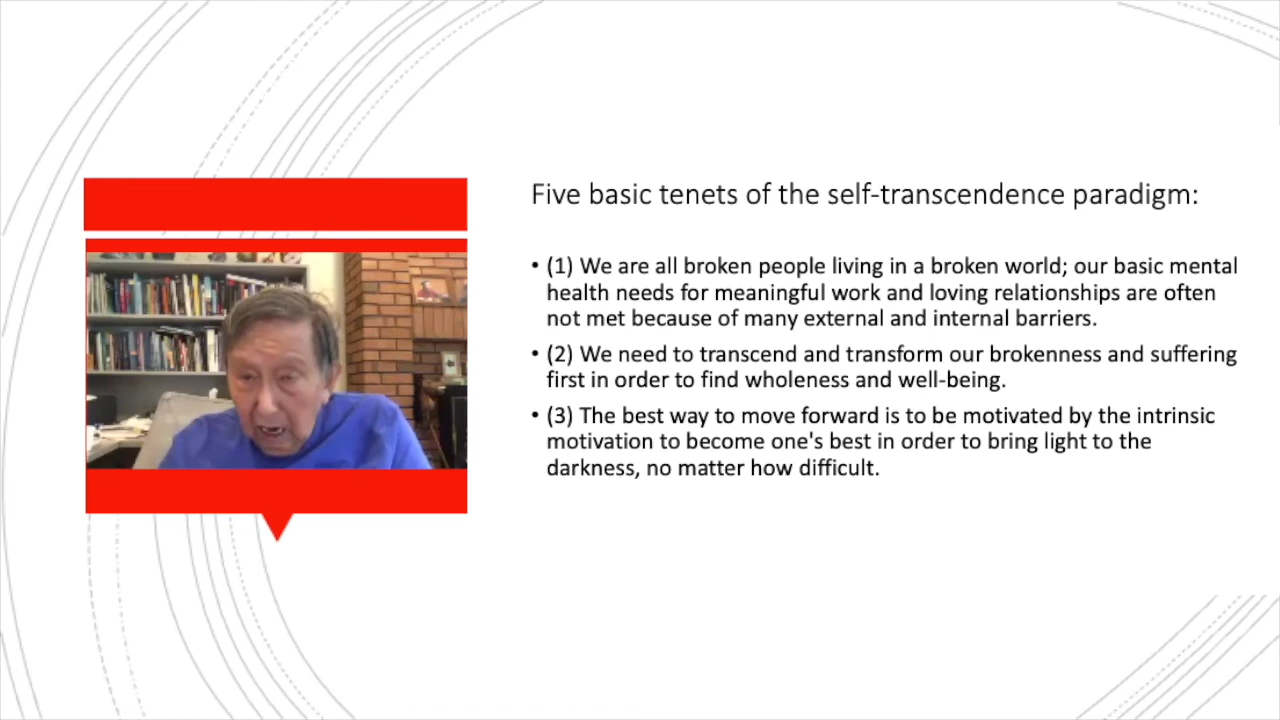 Five basic tenets of the self-transcendence paradigm:
• (1) We are all broken people living in a broken world; our basic mental
health needs for meaningful work and loving relationships are often
not met because of many external and internal barriers.
• (2) We need to transcend and transform our brokenness and suffering
first in order to find wholeness and well-being.
• (3) The best way to move forward is to be motivated by the intrinsic
motivation to become one's best in order to bring light to the
darkness, no matter how difficult.